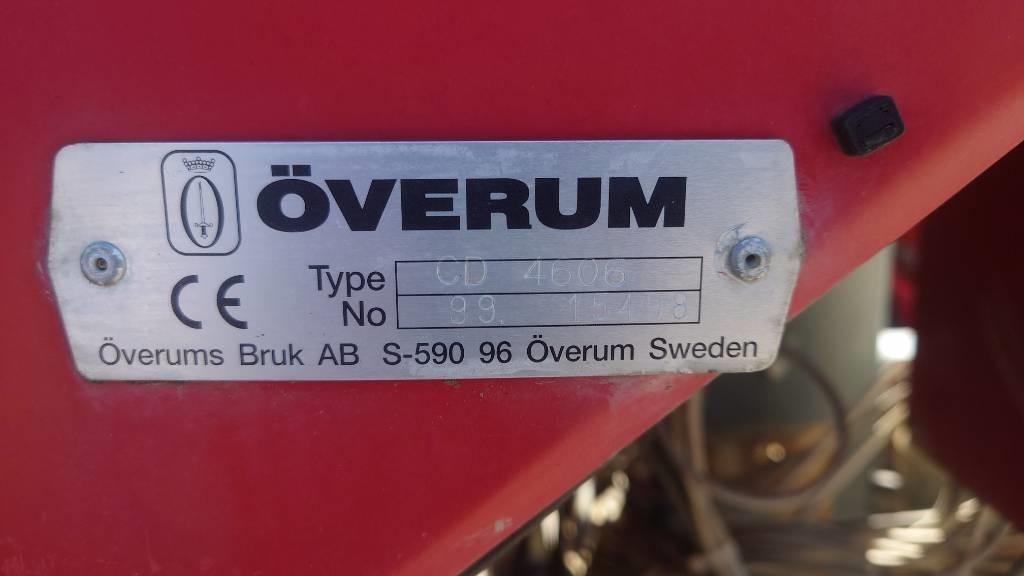 ÖVERUM
CE
Type CD 4606
No 99.
Överums Bruk AB S-590 96 Överum Sweden